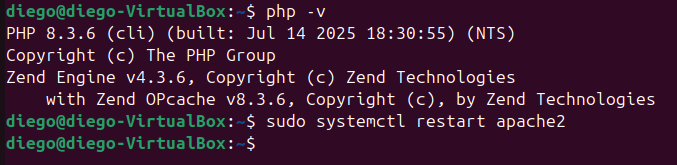 diego@diego-VirtualBox:~$ php -v
PHP 8.3.6 (cli) (built: Jul 14 2025 18:30:55) (NTS)
Copyright (c) The PHP Group
Zend Engine v4.3.6, Copyright (c) Zend Technologies
    with Zend OPcache v8.3.6, Copyright (c), by Zend Technologies
diego@diego-VirtualBox:~$ sudo systemctl restart apache2
diego@diego-VirtualBox:~$